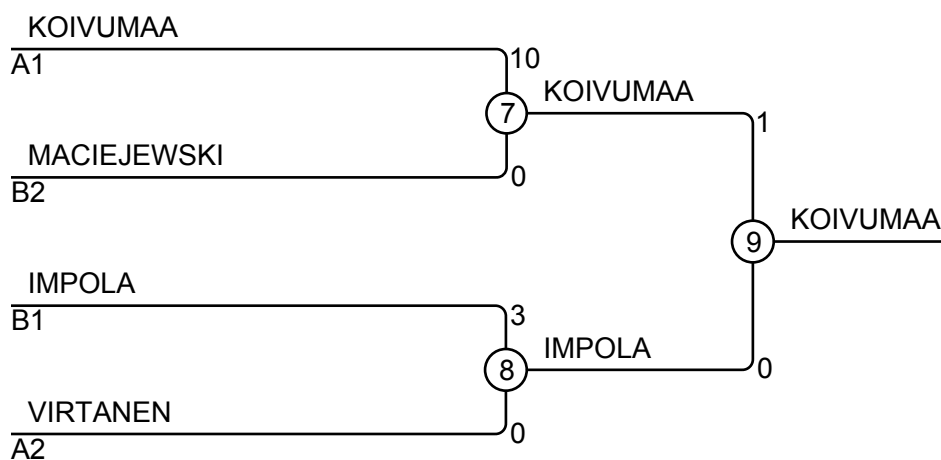 KOIVUMAA
A1
10
7
KOIVUMAA
1
MACIEJEWSKI
B2
0
9
KOIVUMAA
IMPOLA
B1
3
8
IMPOLA
0
VIRTANEN
A2
0